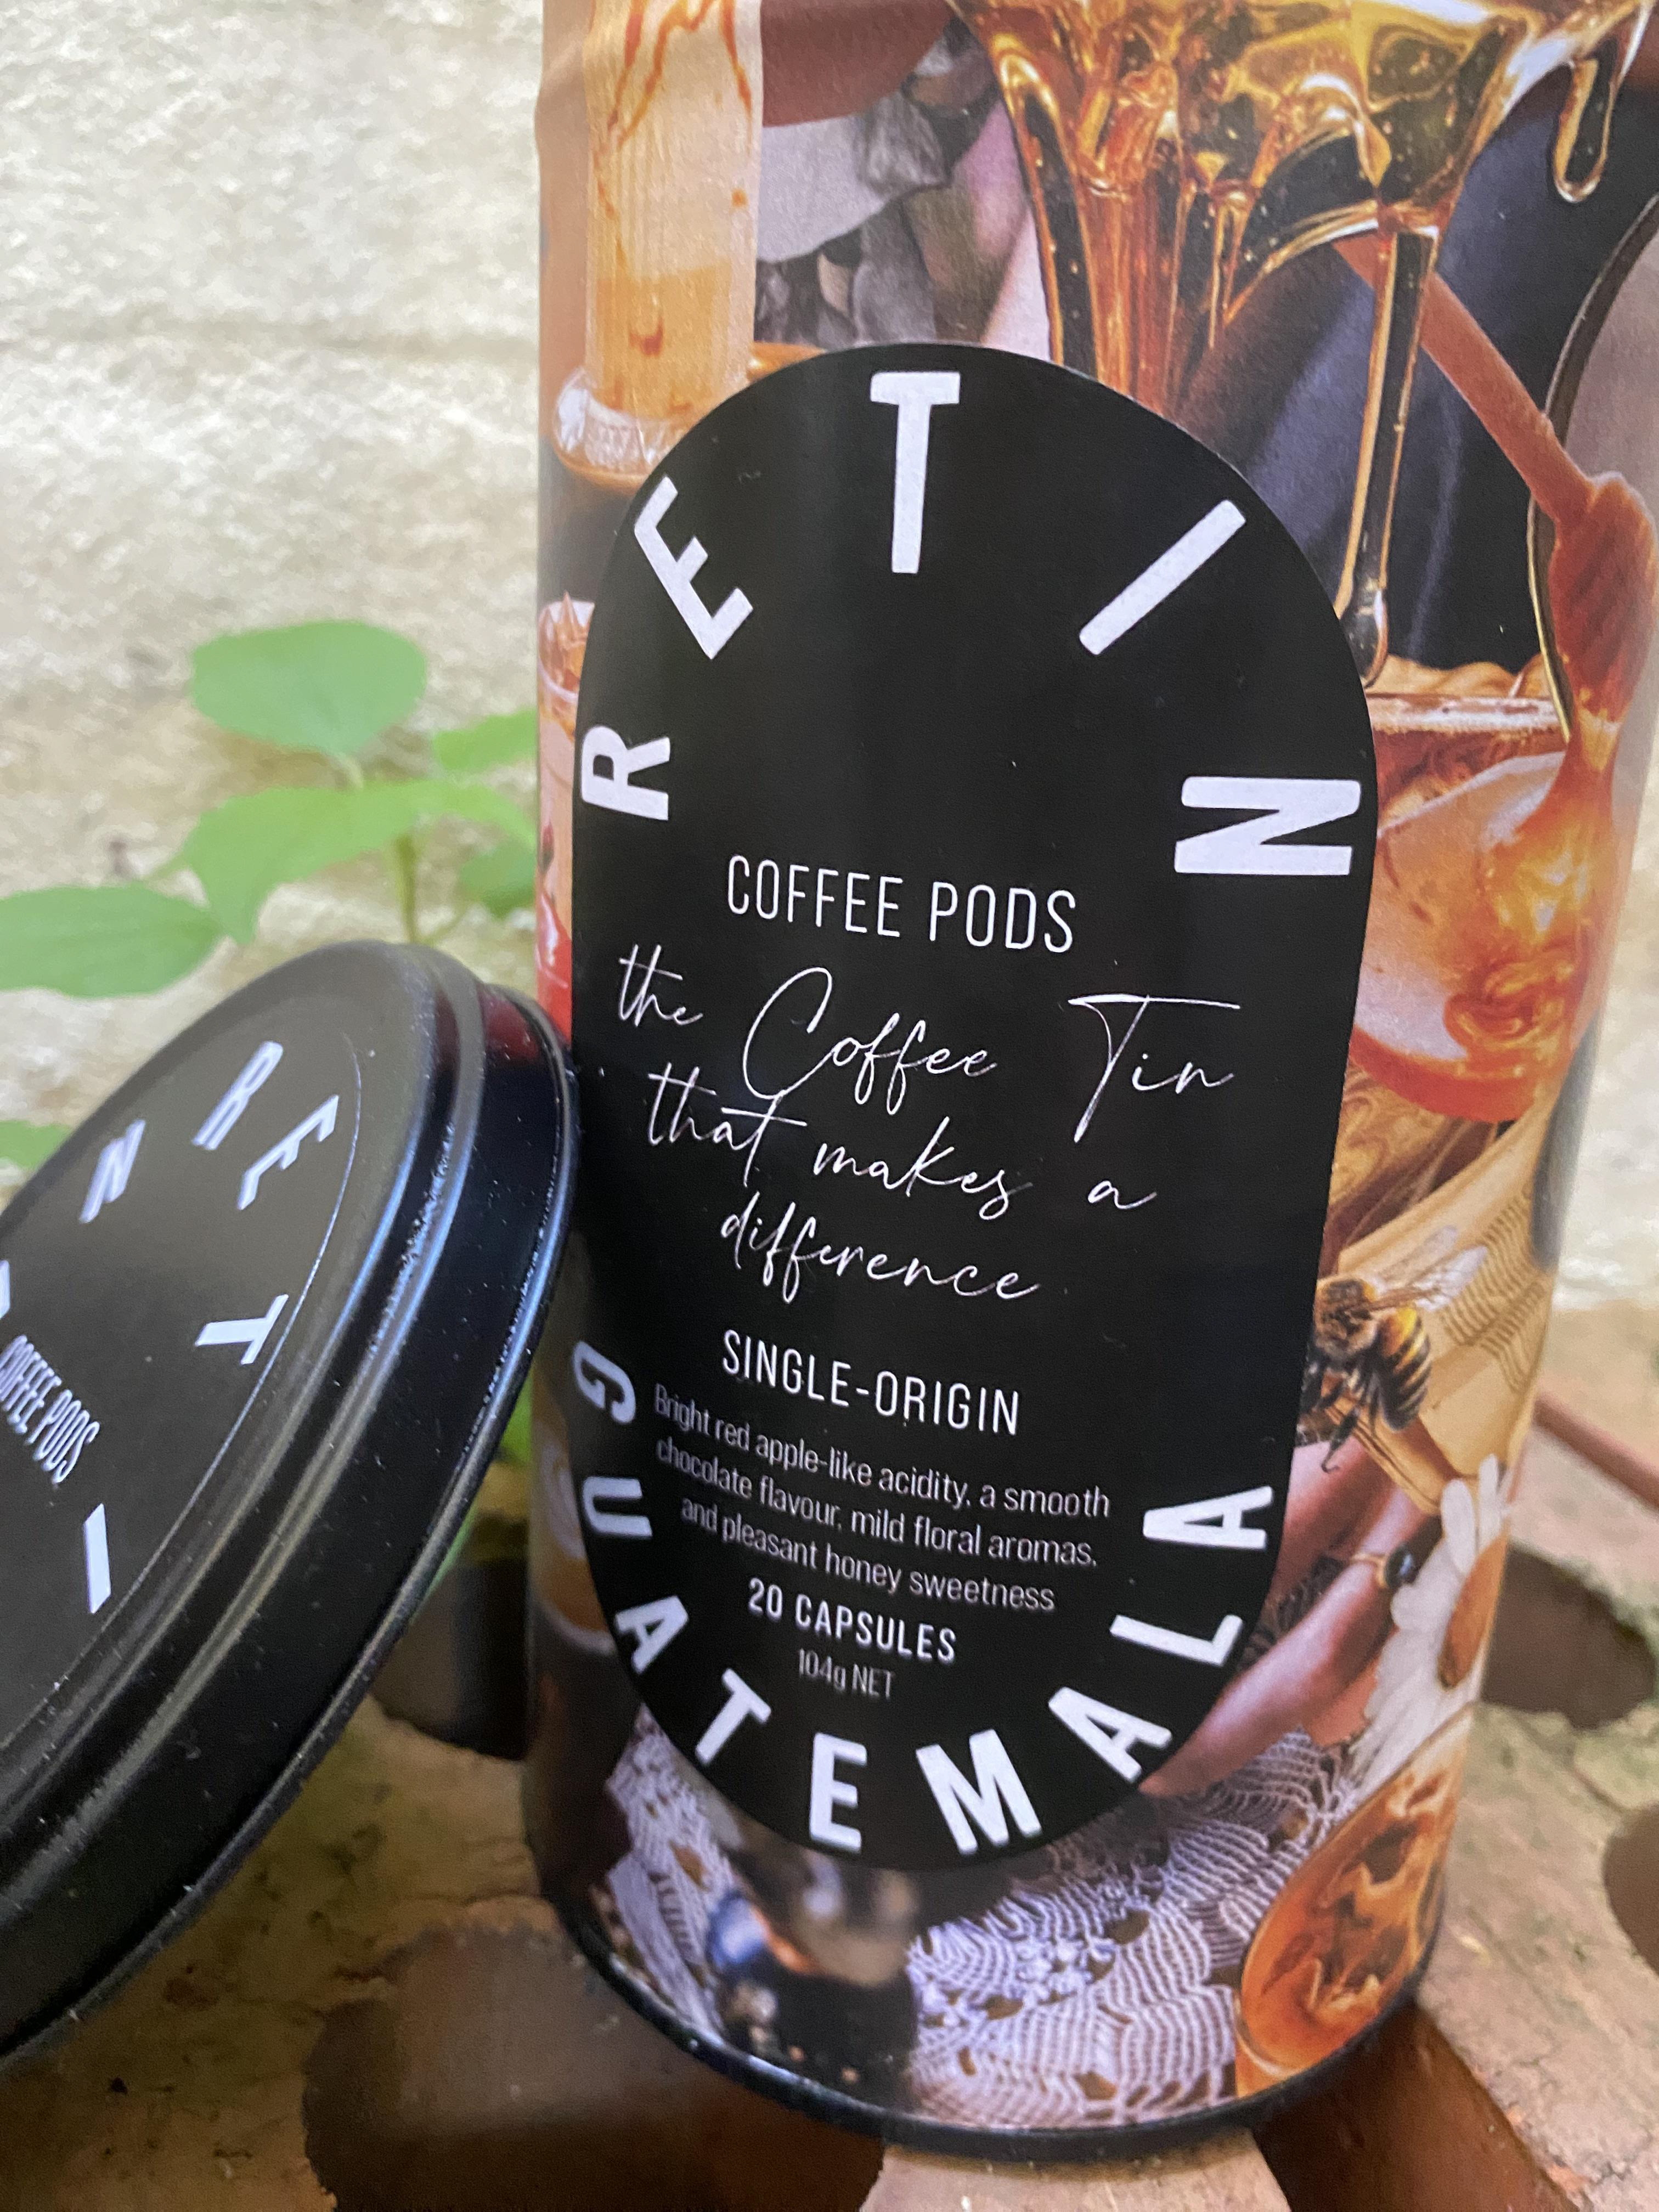 RETIN
COFFEE PODS
the Coffee Tin
that makes a
difference
SINGLE-ORIGIN
Bright red apple-like acidity, a smooth
chocolate flavour, mild floral aromas,
and pleasant honey sweetness
20 CAPSULES
104g NET
GUATEMALA
RETIN
COFFEE PODS